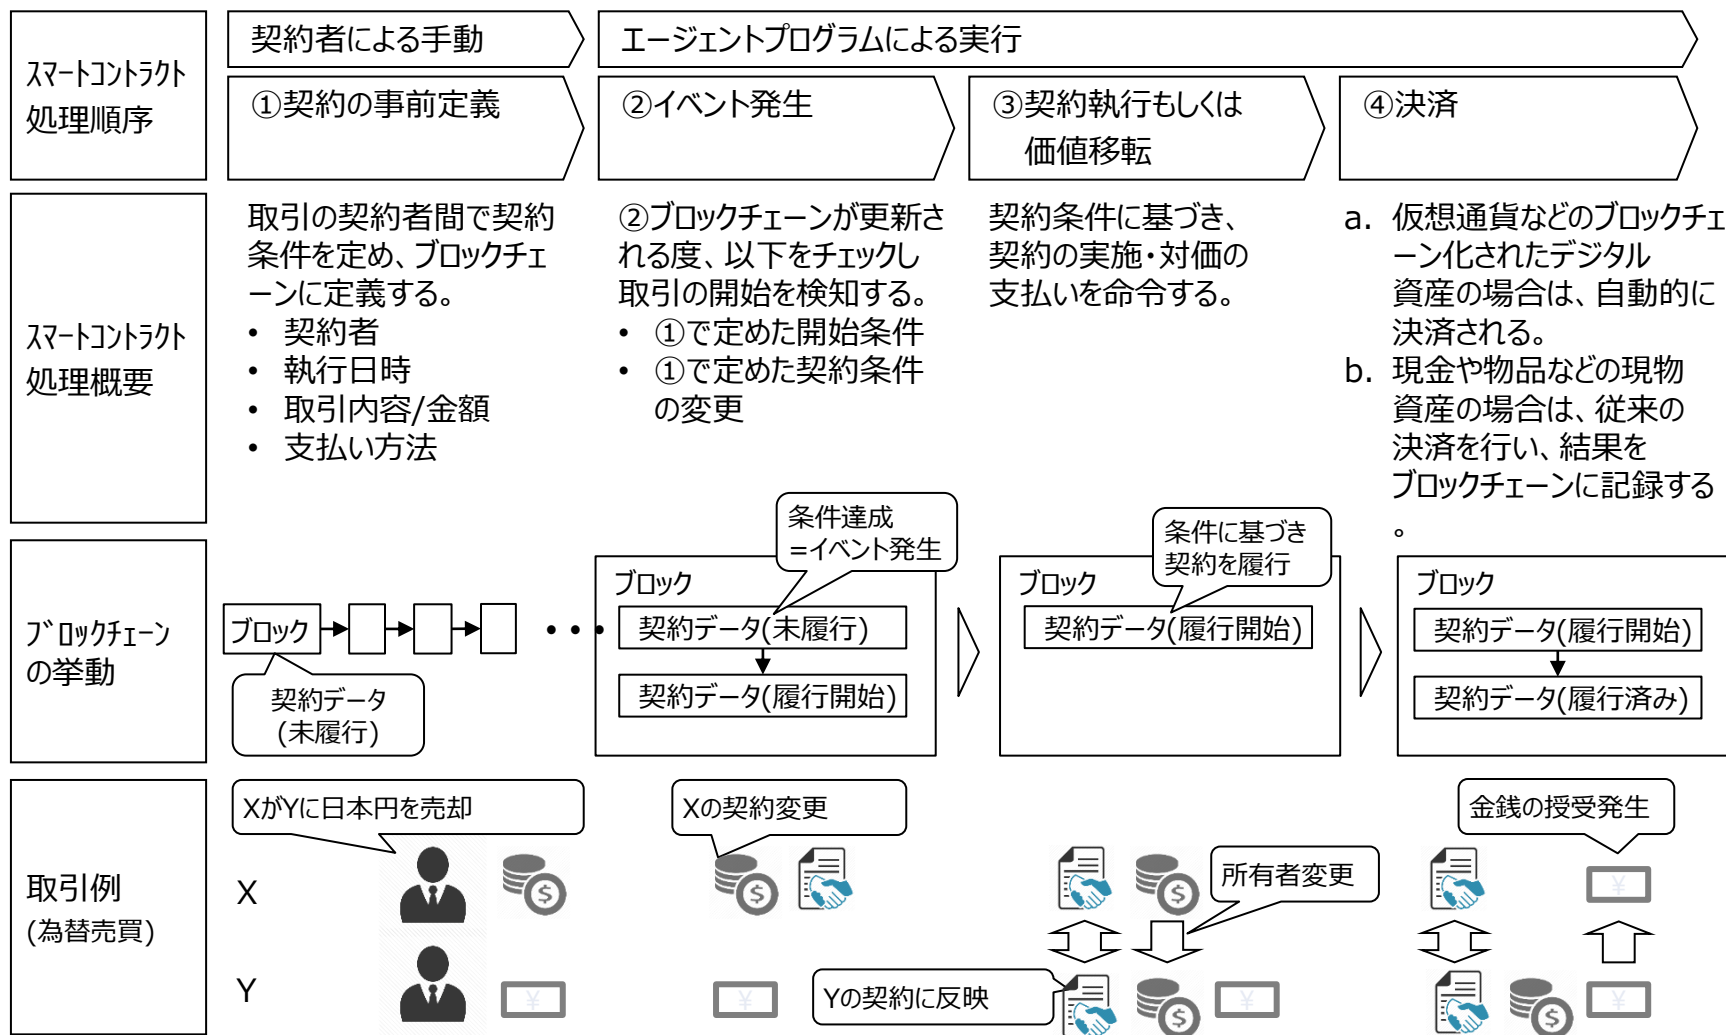 スマートコントラクト
処理順序
契約者による手動
エージェントプログラムによる実行
①契約の事前定義
②イベント発生
③契約執行もしくは
価値移転
④決済
スマートコントラクト
処理概要
取引の契約者間で契約
条件を定め、ブロックチェ
ーンに定義する。
• 契約者
• 執行日時
• 取引内容/金額
• 支払い方法
②ブロックチェーンが更新さ
れる度、以下をチェックし
取引の開始を検知する。
• ①で定めた開始条件
• ①で定めた契約条件
の変更
契約条件に基づき、
契約の実施・対価の
支払いを命令する。
a. 仮想通貨などのブロックチェ
ーン化されたデジタル
資産の場合は、自動的に
決済される。
b. 現金や物品などの現物
資産の場合は、従来の
決済を行い、結果を
ブロックチェーンに記録する
。
ブロックチェーン
の挙動
ブロック
契約データ
(未履行)
・・・
条件達成
=イベント発生
ブロック
契約データ(未履行)
契約データ(履行開始)
条件に基づき
契約を履行
ブロック
契約データ(履行開始)
ブロック
契約データ(履行開始)
契約データ(履行済み)
取引例
(為替売買)
XがYに日本円を売却
Xの契約変更
金銭の授受発生
所有者変更
X
$
$
$
¥
Y
Yの契約に反映
¥
¥
$
¥
$
¥